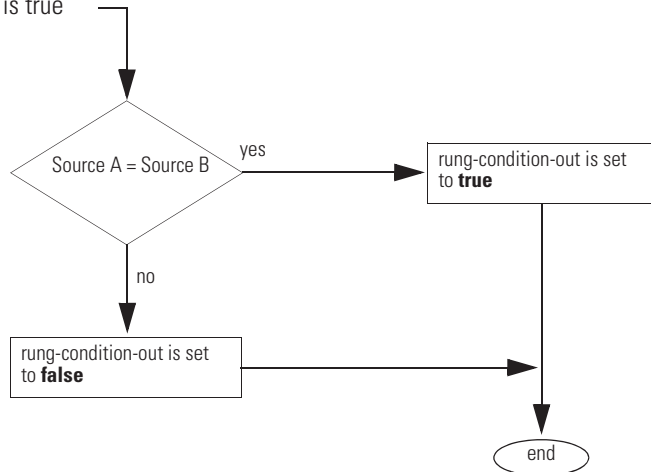 is true
Source A = Source B
yes
rung-condition-out is set
to true
no
rung-condition-out is set
to false
end